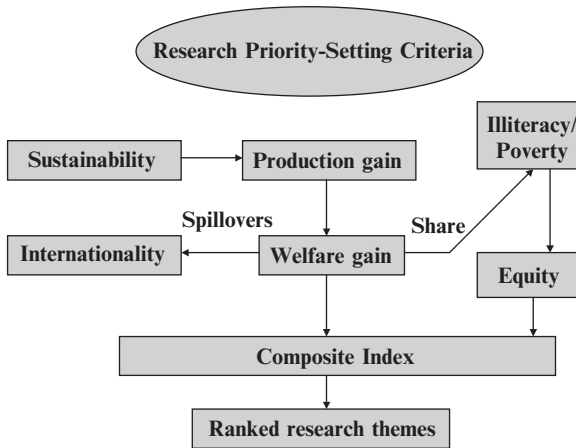 Research Priority-Setting Criteria
Illiteracy/
Poverty
Sustainability
Production gain
Spillovers
Share
Internationality
Welfare gain
Equity
Composite Index
Ranked research themes